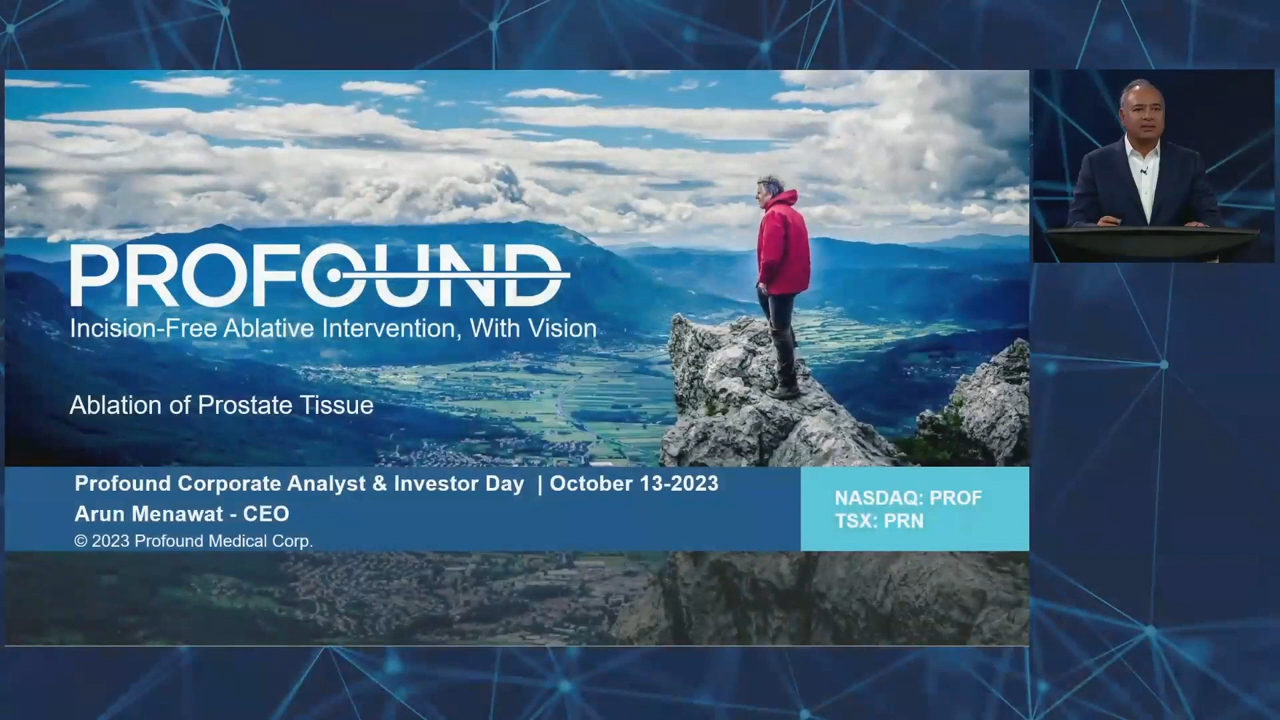 PROFOUND
Incision-Free Ablative Intervention, With Vision
Ablation of Prostate Tissue
Profound Corporate Analyst & Investor Day | October 13-2023
Arun Menawat - CEO
© 2023 Profound Medical Corp.
NASDAQ: PROF
TSX: PRN